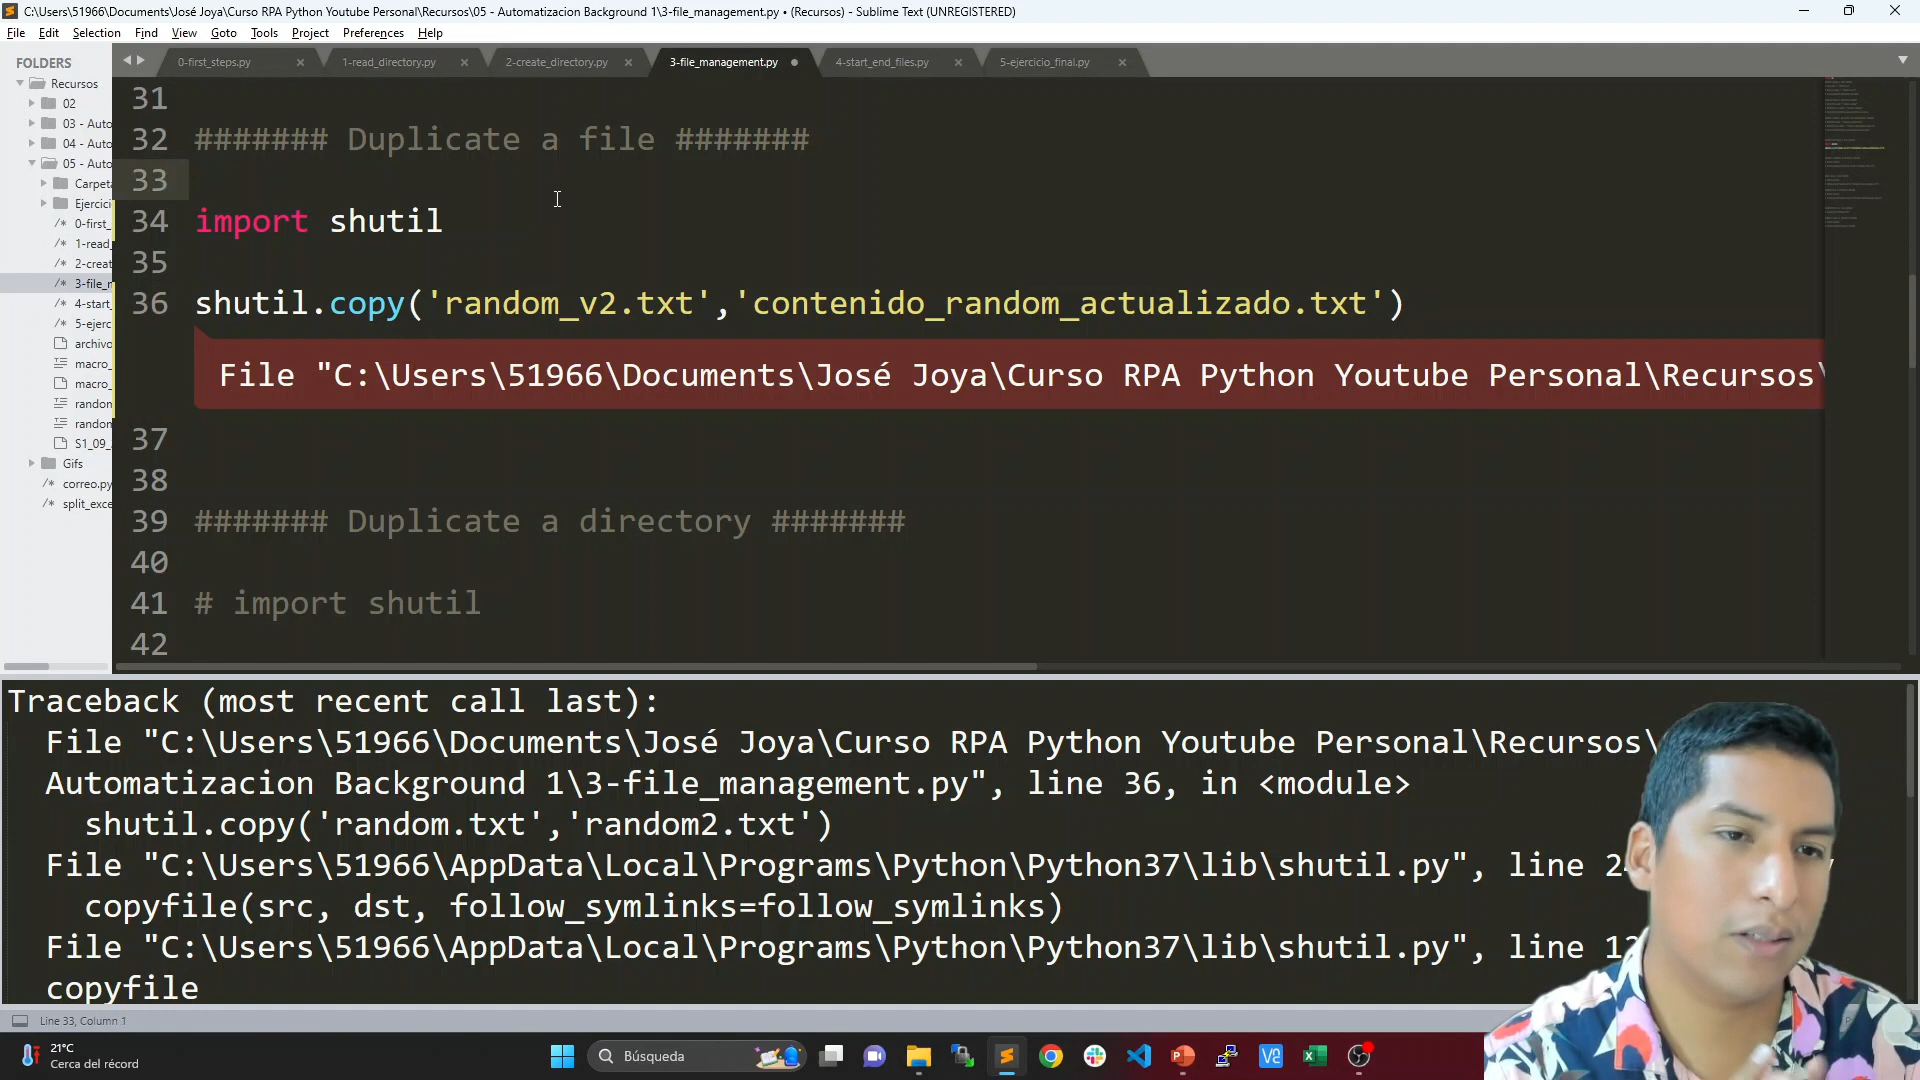 C:\Users\51966\Documents\José Joya\Curso RPA Python Youtube Personal\Recursos\05 - Automatizacion Background 1\3-file_management.py • (Recursos) - Sublime Text (UNREGISTERED)
File Edit Selection Find View Goto Tools Project Preferences Help
FOLDERS
Recursos
02
03 - Auto
04 - Auto
05 - Auto
Carpeta
Ejercici
0-first_
1-read_
2-creat
3-file_r
4-start_
5-ejerc
archivo
macro_
macro_
random
random
S1_09_
Gifs
correo.py
split_exce
0-first_steps.py
1-read_directory.py
2-create_directory.py
3-file_management.py
4-start_end_files.py
5-ejercicio_final.py
31
32 ####### Duplicate a file #######
33
34 import shutil
35
36 shutil.copy('random_v2.txt','contenido_random_actualizado.txt')
File "C:\Users\51966\Documents\José Joya\Curso RPA Python Youtube Personal\Recursos\
37
38
39 ####### Duplicate a directory #######
40
41 # import shutil
42
Traceback (most recent call last):
File "C:\Users\51966\Documents\José Joya\Curso RPA Python Youtube Personal\Recursos\
Automatizacion Background 1\3-file_management.py", line 36, in <module>
shutil.copy('random.txt','random2.txt')
File "C:\Users\51966\AppData\Local\Programs\Python\Python37\lib\shutil.py", line
copyfile(src, dst, follow_symlinks=follow_symlinks)
File "C:\Users\51966\AppData\Local\Programs\Python\Python37\lib\shutil.py", line
copyfile
Line 33, Column 1
21°C
Cerca del récord
Búsqueda